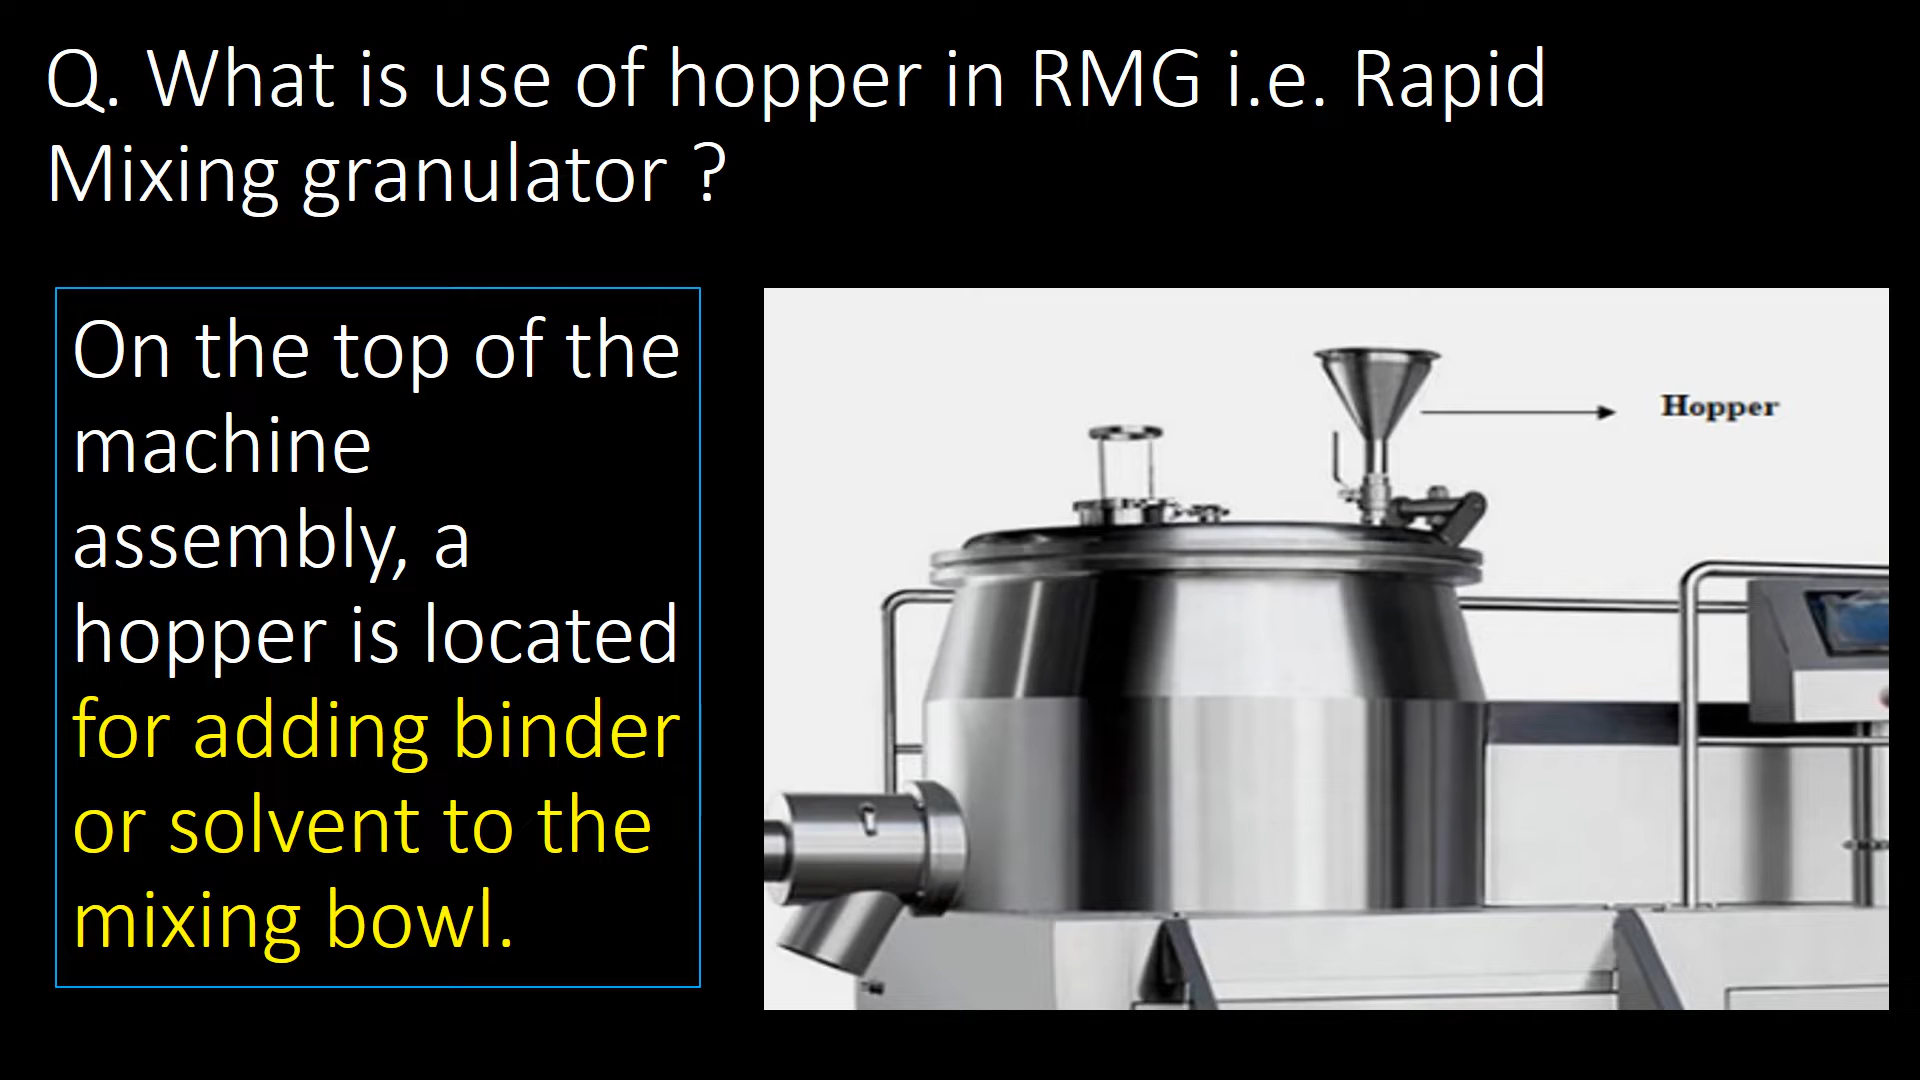 Q. What is use of hopper in RMG i.e. Rapid
Mixing granulator ?
On the top of the
machine
assembly, a
hopper is located
for adding binder
or solvent to the
mixing bowl.
Hopper